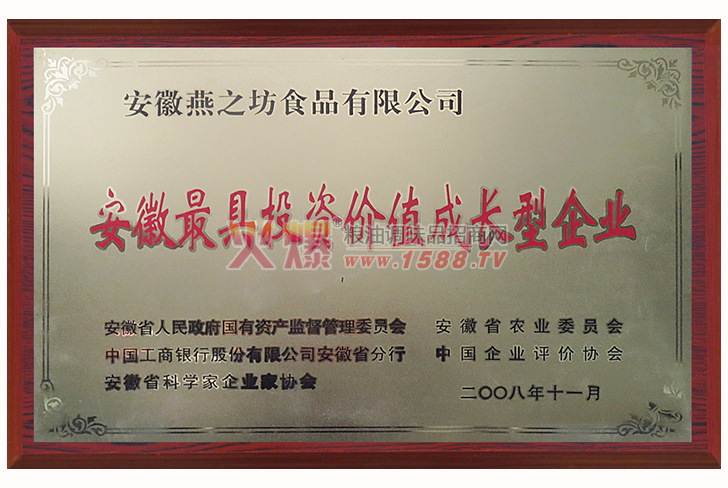 安徽燕之坊食品有限公司
安徽最具投资价值成长型企业
火爆 粮油调味品招商网
www.1588.TV
安徽省人民政府国有资产监督管理委员会 安徽省农业委员会
中国工商银行股份有限公司安徽省分行 中国企业评价协会
安徽省科学家企业家协会
二〇〇八年十一月